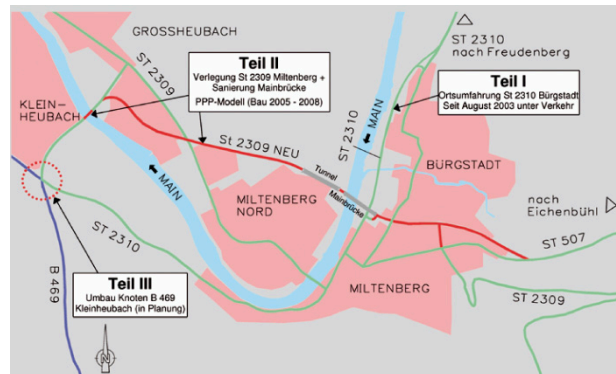 GROSSHEUBACH
ST 2309
KLEIN-
HEUBACH
Teil II
Verlegung St 2309 Miltenberg +
Sanierung Mainbrücke
PPP-Modell (Bau 2005 - 2008)
ST 2310
nach Freudenberg
Teil I
Ortsumfahrung St 2310 Bürgstadt
Seit August 2003 unter Verkehr
MAIN
ST 2310
St 2309 NEU
Tunnel
Mainbrücke
BÜRGSTADT
MAIN
MILTENBERG
NORD
nach
Eichenbühl
ST 507
ST 2310
B 469
Teil III
Umbau Knoten B 469
Kleinheubach (in Planung)
MILTENBERG
ST 2309
N